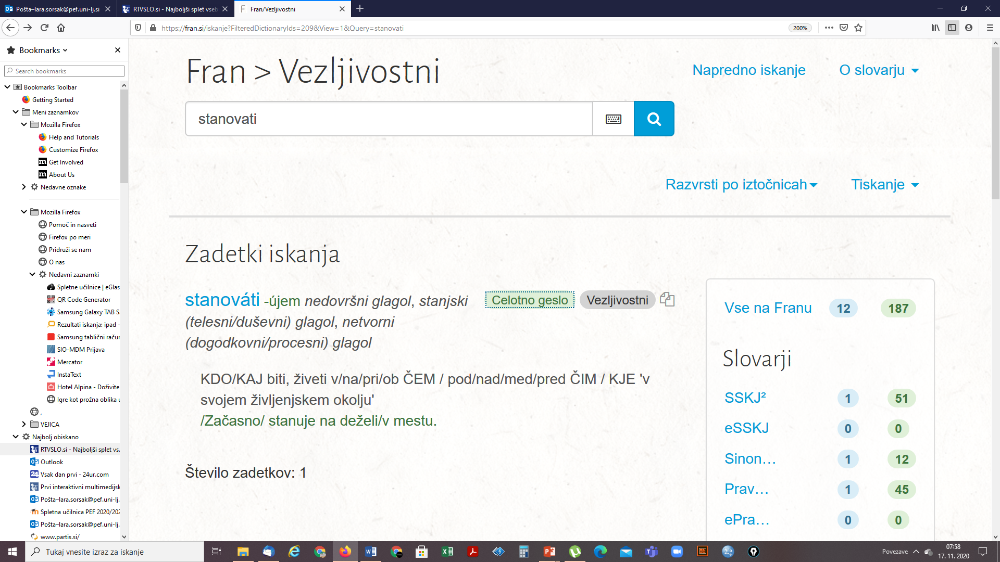 Pošta–lara.sorsak@pef.uni-lj.si
RTVSLO.si - Najboljši splet vseb
Fran/Vezljivostni
https://fran.si/iskanje?FilteredDictionaryIds=209&View=1&Query=stanovati
200%
Bookmarks
Search bookmarks
Bookmarks Toolbar
Getting Started
Meni zaznamkov
Mozilla Firefox
Help and Tutorials
Customize Firefox
Get Involved
About Us
Nedavne oznake
Mozilla Firefox
Pomoč in nasveti
Firefox po meri
Pridruži se nam
O nas
Nedavni zaznamki
Spletne učilnice | eGlas
QR Code Generator
Samsung Galaxy TAB S
Rezultati iskanja: ipad -
Samsung tablični račun
SIO-MDM Prijava
Mercator
InstaText
Hotel Alpina - Doživite
Igre kot prožna oblika u
,
VEJICA
Najbolj obiskano
RTVSLO.si - Najboljši splet vs.
Outlook
Vsak dan prvi - 24ur.com
Prvi interaktivni multimedijsk
Pošta–lara.sorsak@pef.uni-lj.
Spletna učilnica PEF 2020/202
Pošta–lara.sorsak@pef.uni-lj.
www.partis.si/
Fran > Vezljivostni
Napredno iskanje
O slovarju
stanovati
Razvrsti po iztočnicah
Tiskanje
Zadetki iskanja
stanováti -újem nedovršni glagol, stanjski
(telesni/duševni) glagol, netvorni
(dogodkovni/procesni) glagol
Celotno geslo
Vezljivostni
KDO/KAJ biti, živeti v/na/pri/ob ČEM / pod/nad/med/pred ČIM / KJE 'v
svojem življenjskem okolju'
/Začasno/ stanuje na deželi/v mestu.
Število zadetkov: 1
Vse na Franu 12 187
Slovarji
SSKJ² 1 51
eSSKJ 0 0
Sinon… 1 12
Prav… 1 45
ePra… 0 0
Tukaj vnesite izraz za iskanje
Povezave
07:58
17. 11. 2020